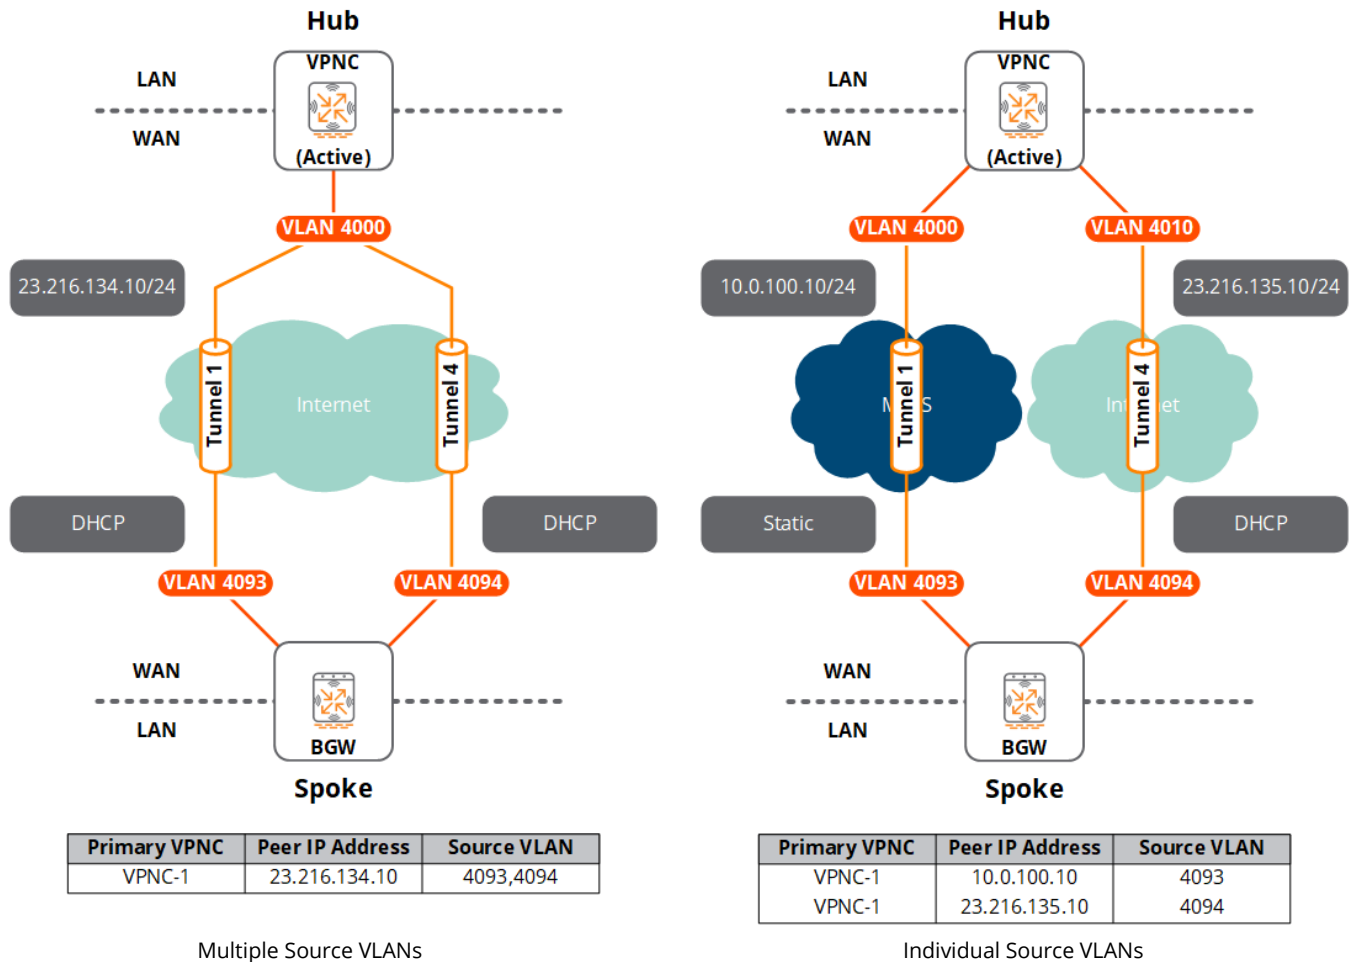 Hub
VPNC
LAN
WAN
(Active)
VLAN 4000
23.216.134.10/24
Internet
Tunnel 1
Tunnel 4
DHCP
DHCP
VLAN 4093
VLAN 4094
WAN
LAN
BGW
Spoke
Primary VPNC Peer IP Address Source VLAN
VPNC-1 23.216.134.10 4093,4094
Multiple Source VLANs
Hub
VPNC
LAN
WAN
(Active)
VLAN 4000
VLAN 4010
10.0.100.10/24
23.216.135.10/24
Tunnel 1
Tunnel 4
Static
DHCP
VLAN 4093
VLAN 4094
WAN
LAN
BGW
Spoke
Primary VPNC Peer IP Address Source VLAN
VPNC-1 10.0.100.10 4093
VPNC-1 23.216.135.10 4094
Individual Source VLANs